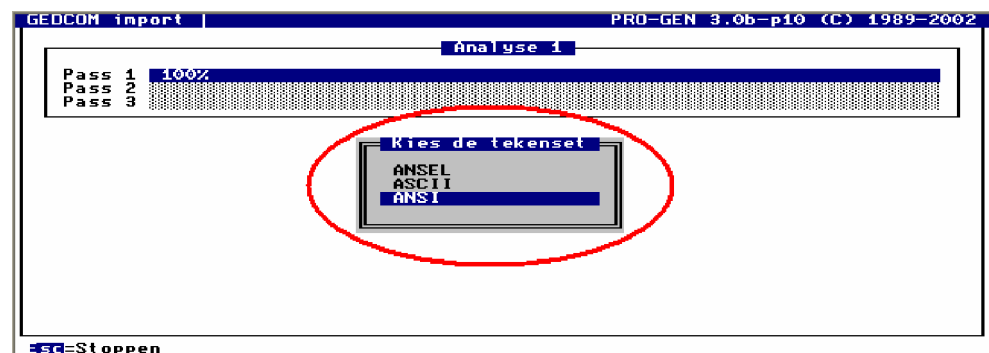 GEDCOM import PRO-GEN 3.0b-p10 (C) 1989-2002
Analyse 1
Pass 1 100%
Pass 2
Pass 3
Kies de tekenset
ANSEL
ASCII
ANSI
Esc=Stoppen